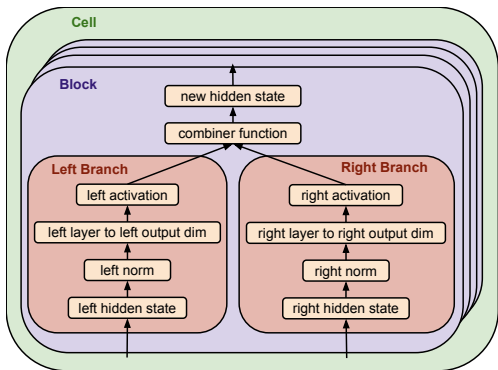 Cell
Block
new hidden state
combiner function
Left Branch
left activation
left layer to left output dim
left norm
left hidden state
Right Branch
right activation
right layer to right output dim
right norm
right hidden state